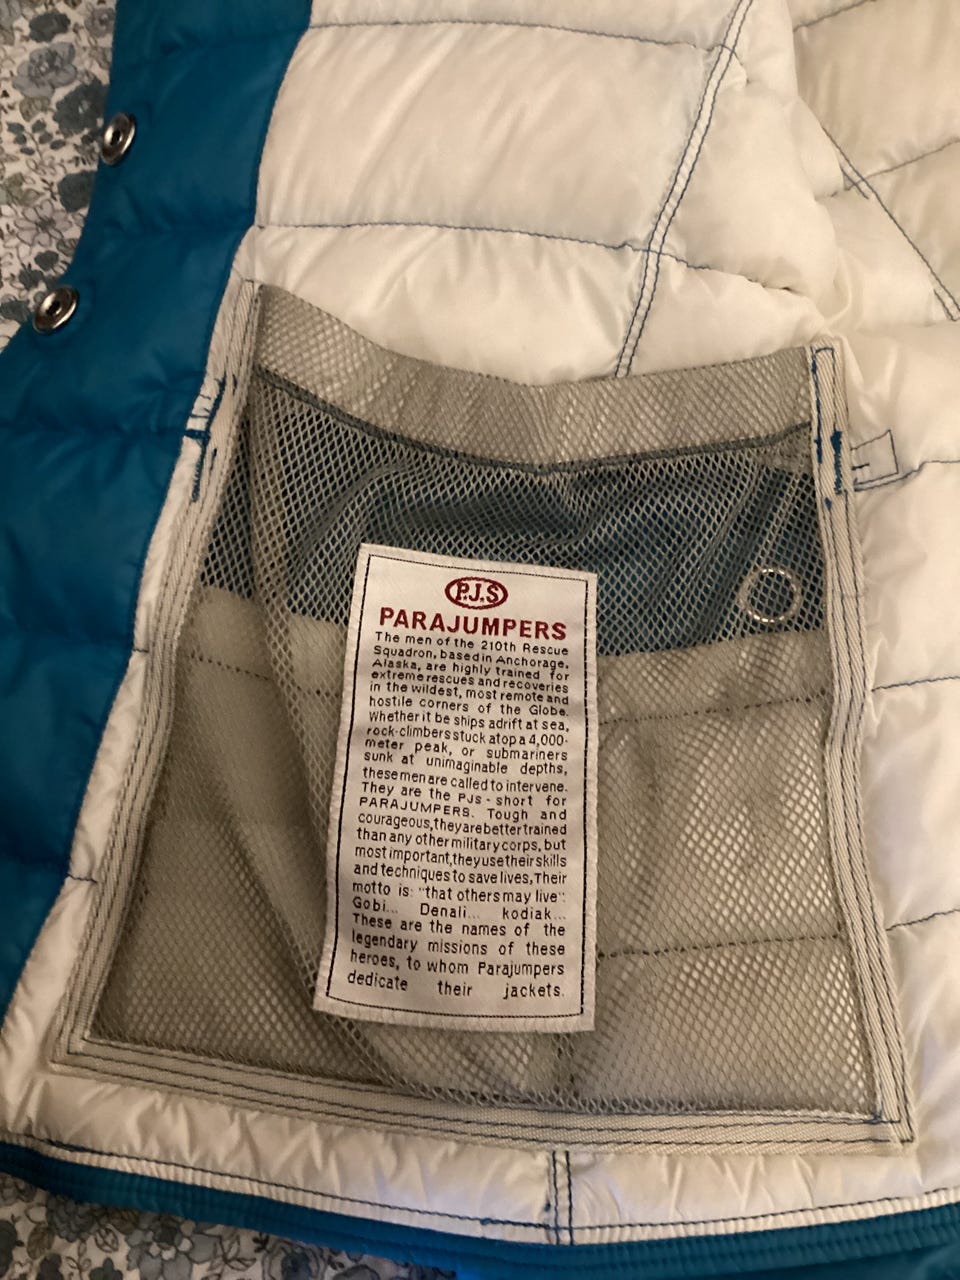 P.J.S
PARAJUMPERS
The men of the 210th Rescue
Squadron, based in Anchorage,
Alaska, are highly trained for
extreme rescues and recoveries
in the wildest, most remote and
hostile corners of the Globe.
Whether it be ships adrift at sea,
rock-climbers stuck atop a 4,000-
meter peak, or submariners
sunk at unimaginable depths,
these men are called to intervene.
They are the PJs - short for
PARAJUMPERS. Tough and
courageous, they are better trained
than any other military corps, but
most important, they use their skills
and techniques to save lives, Their
motto is: "that others may live":
Gobi... Denali... kodiak...
These are the names of the
legendary missions of these
heroes, to whom Parajumpers
dedicate their jackets.